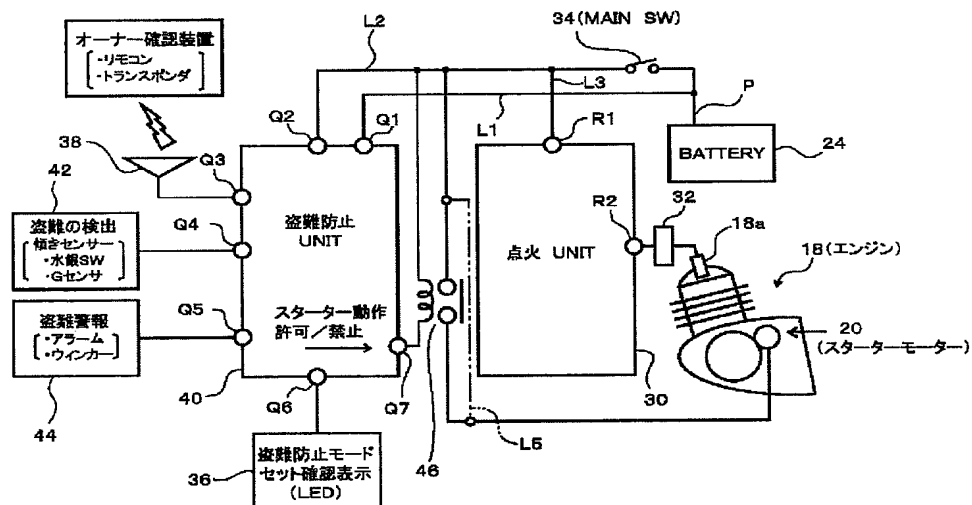 オーナー確認装置
・リモコン
・トランスポンダ
38
L2
34(MAIN SW)
L3
L1
P
Q2
Q1
R1
BATTERY
24
Q3
42
盗難の検出
傾きセンサー
・水銀SW
・Gセンサ
Q4
盗難防止
UNIT
点火 UNIT
R2
32
18a
18(エンジン)
Q5
盗難警報
・アラーム
・ウィンカー
44
スターター動作
許可/禁止
20
(スターターモーター)
40
Q6
Q7
46
30
L5
36
盗難防止モード
セット確認表示
(LED)